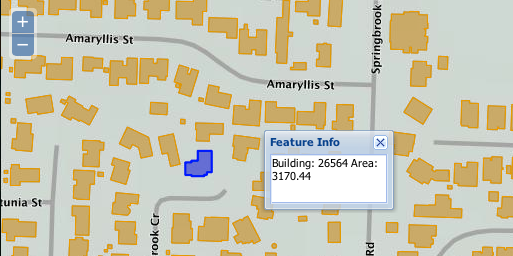 +
−
Amaryllis St
Springbrook
Amaryllis St
Feature Info
Building: 26564 Area:
3170.44
tunia St
rook Cr
Rd